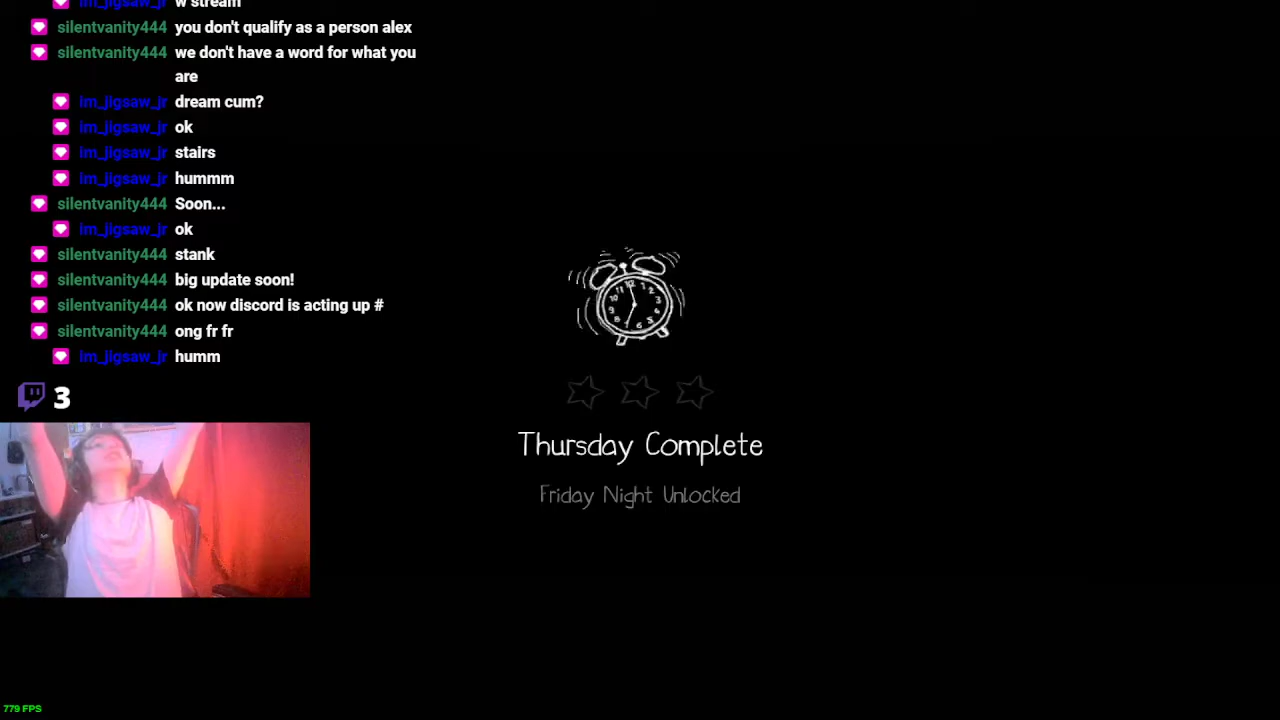 im_jigsaw_jr w stream
silentvanity444 you don't qualify as a person alex
silentvanity444 we don't have a word for what you
are
im_jigsaw_jr dream cum?
im_jigsaw_jr ok
im_jigsaw_jr stairs
im_jigsaw_jr hummm
silentvanity444 Soon...
im_jigsaw_jr ok
silentvanity444 stank
silentvanity444 big update soon!
silentvanity444 ok now discord is acting up #
silentvanity444 ong fr fr
im_jigsaw_jr humm
3
Thursday Complete
Friday Night Unlocked
779 FPS